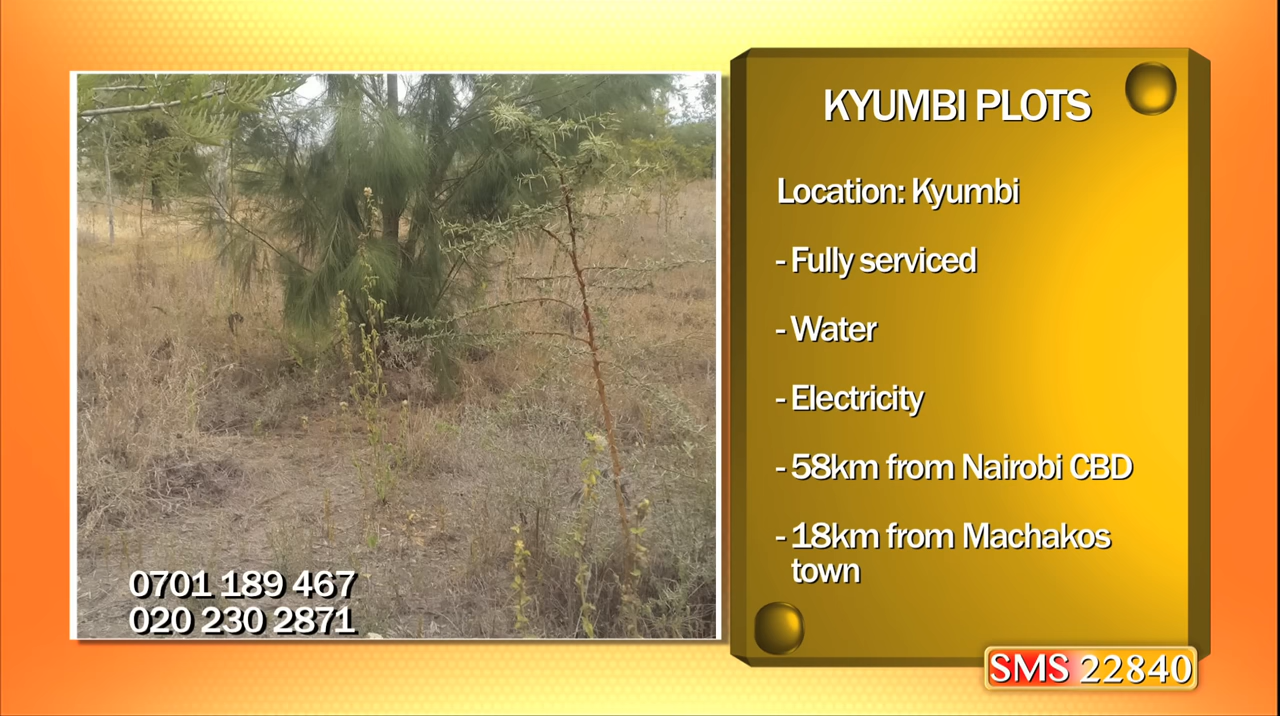 KYUMBI PLOTS
Location: Kyumbi
- Fully serviced
- Water
- Electricity
- 58km from Nairobi CBD
- 18km from Machakos
town
0701 189 467
020 230 2871
SMS 22840